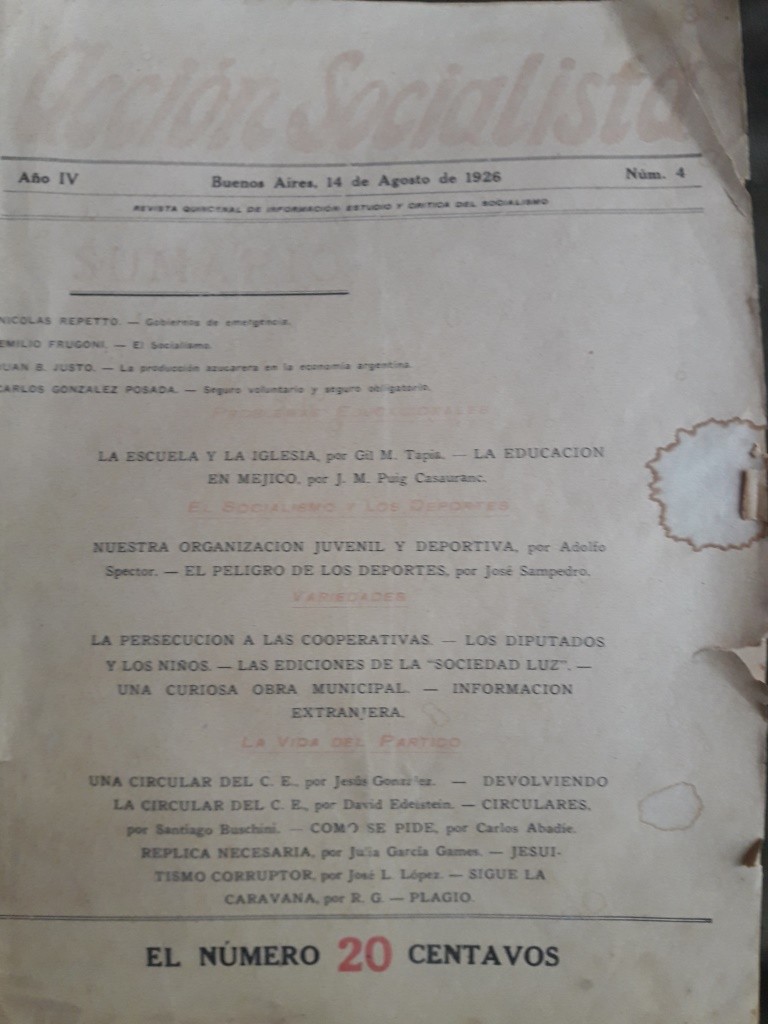 Acción Socialista
Año IV Buenos Aires, 14 de Agosto de 1926 Núm. 4
REVISTA QUINCENAL DE INFORMACION ESTUDIO Y CRITICA DEL SOCIALISMO
SUMARIO
NICOLAS REPETTO. — Gobiernos de emergencia.
EMILIO FRUGONI. — El Socialismo.
JUAN B. JUSTO. — La producción azucarera en la economía argentina.
CARLOS GONZALEZ POSADA. — Seguro voluntario y seguro obligatorio.
PROBLEMAS EDUCACIONALES
LA ESCUELA Y LA IGLESIA, por Gil M. Tapia. — LA EDUCACION
EN MEJICO, por J. M. Puig Casauranc.
EL SOCIALISMO Y LOS DEPORTES
NUESTRA ORGANIZACION JUVENIL Y DEPORTIVA, por Adolfo
Spector. — EL PELIGRO DE LOS DEPORTES, por José Sampedro.
VARIEDADES
LA PERSECUCION A LAS COOPERATIVAS. — LOS DIPUTADOS
Y LOS NIÑOS. — LAS EDICIONES DE LA "SOCIEDAD LUZ". —
UNA CURIOSA OBRA MUNICIPAL. — INFORMACION
EXTRANJERA.
LA VIDA DEL PARTIDO
UNA CIRCULAR DEL C. E., por Jesús González. — DEVOLVIENDO
LA CIRCULAR DEL C. E., por David Edelstein. — CIRCULARES,
por Santiago Buschini. — COMO SE PIDE, por Carlos Abadie.
REPLICA NECESARIA, por Julia García Games. — JESUI-
TISMO CORRUPTOR, por José L. López. — SIGUE LA
CARAVANA, por R. G. — PLAGIO.
EL NÚMERO 20 CENTAVOS